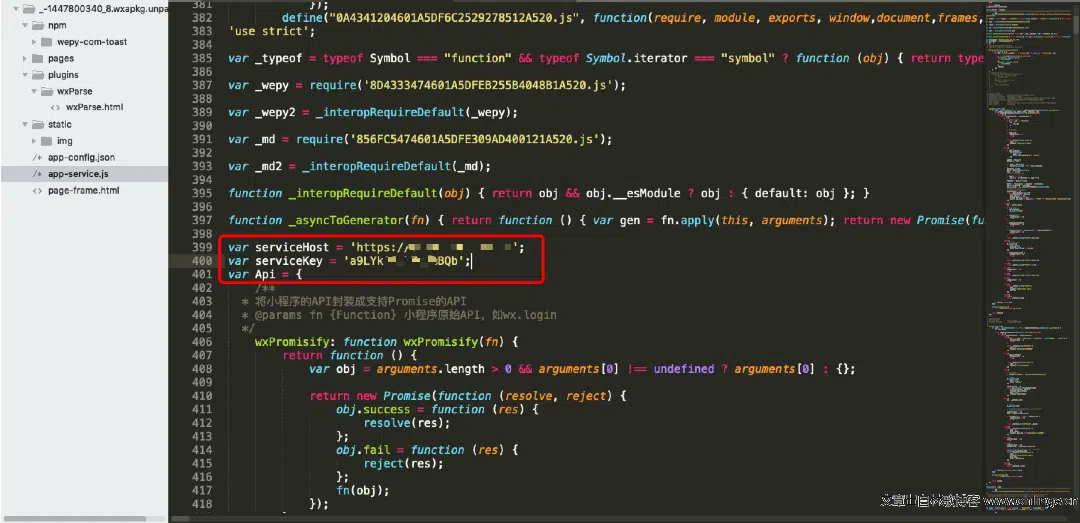 _-1447800340_8.wxapkg.unpa
npm
wepy-com-toast
pages
plugins
wxParse
<> wxParse.html
static
img
/* app-config.json
/* app-service.js
<> page-frame.html
381 });
382 define("0A4341204601A5DF6C2529278512A520.js", function(require, module, exports, window,document,frames,
383 'use strict';
384
385 var _typeof = typeof Symbol === "function" && typeof Symbol.iterator === "symbol" ? function (obj) { return type
386
387 var _wepy = require('8D4333474601A5DFEB255B4048B1A520.js');
388
389 var _wepy2 = _interopRequireDefault(_wepy);
390
391 var _md = require('856FC5474601A5DFE309AD400121A520.js');
392
393 var _md2 = _interopRequireDefault(_md);
394
395 function _interopRequireDefault(obj) { return obj && obj.__esModule ? obj : { default: obj }; }
396
397 function _asyncToGenerator(fn) { return function () { var gen = fn.apply(this, arguments); return new Promise(fu
398
399 var serviceHost = 'https:/ ';
400 var serviceKey = 'a9LYk BQb';
401 var Api = {
402 /**
403 * 将小程序的API封装成支持Promise的API
404 * @params fn {Function} 小程序原始API，如wx.login
405 */
406 wxPromisify: function wxPromisify(fn) {
407 return function () {
408 var obj = arguments.length > 0 && arguments[0] !== undefined ? arguments[0] : {};
409
410 return new Promise(function (resolve, reject) {
411 obj.success = function (res) {
412 resolve(res);
413 };
414 obj.fail = function (res) {
415 reject(res);
416 };
417 fn(obj);
418 });